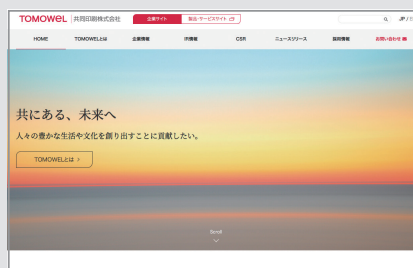 TOMOWEL 共同印刷株式会社 企業サイト 製品・サービスサイト JP /
HOME TOMOWELとは 企業情報 IR情報 CSR ニュースリリース 採用情報 お問い合わせ
共にある、未来へ
人々の豊かな生活や文化を創り出すことに貢献したい。
TOMOWELとは >
Scroll